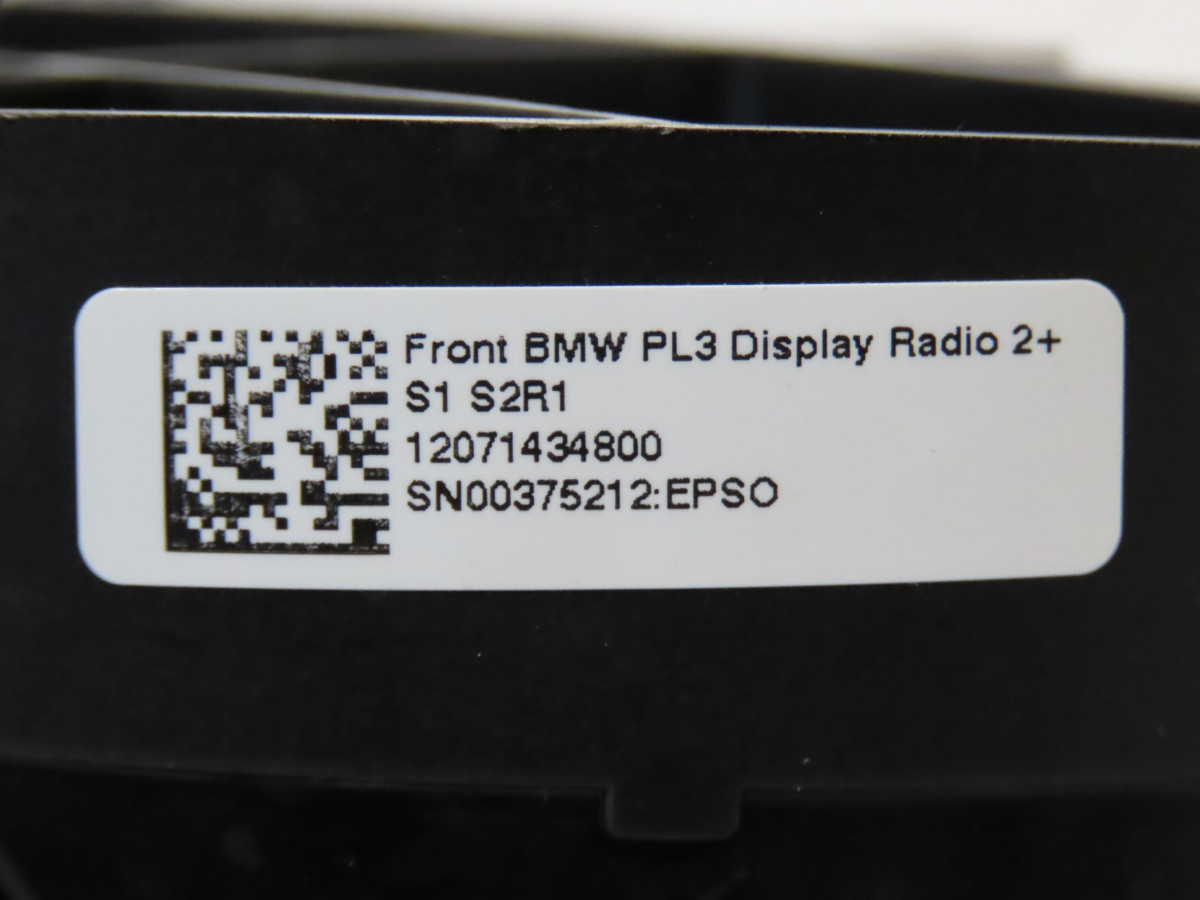 Front BMW PL3 Display Radio 2+
S1 S2R1
12071434800
SN00375212:EPSO